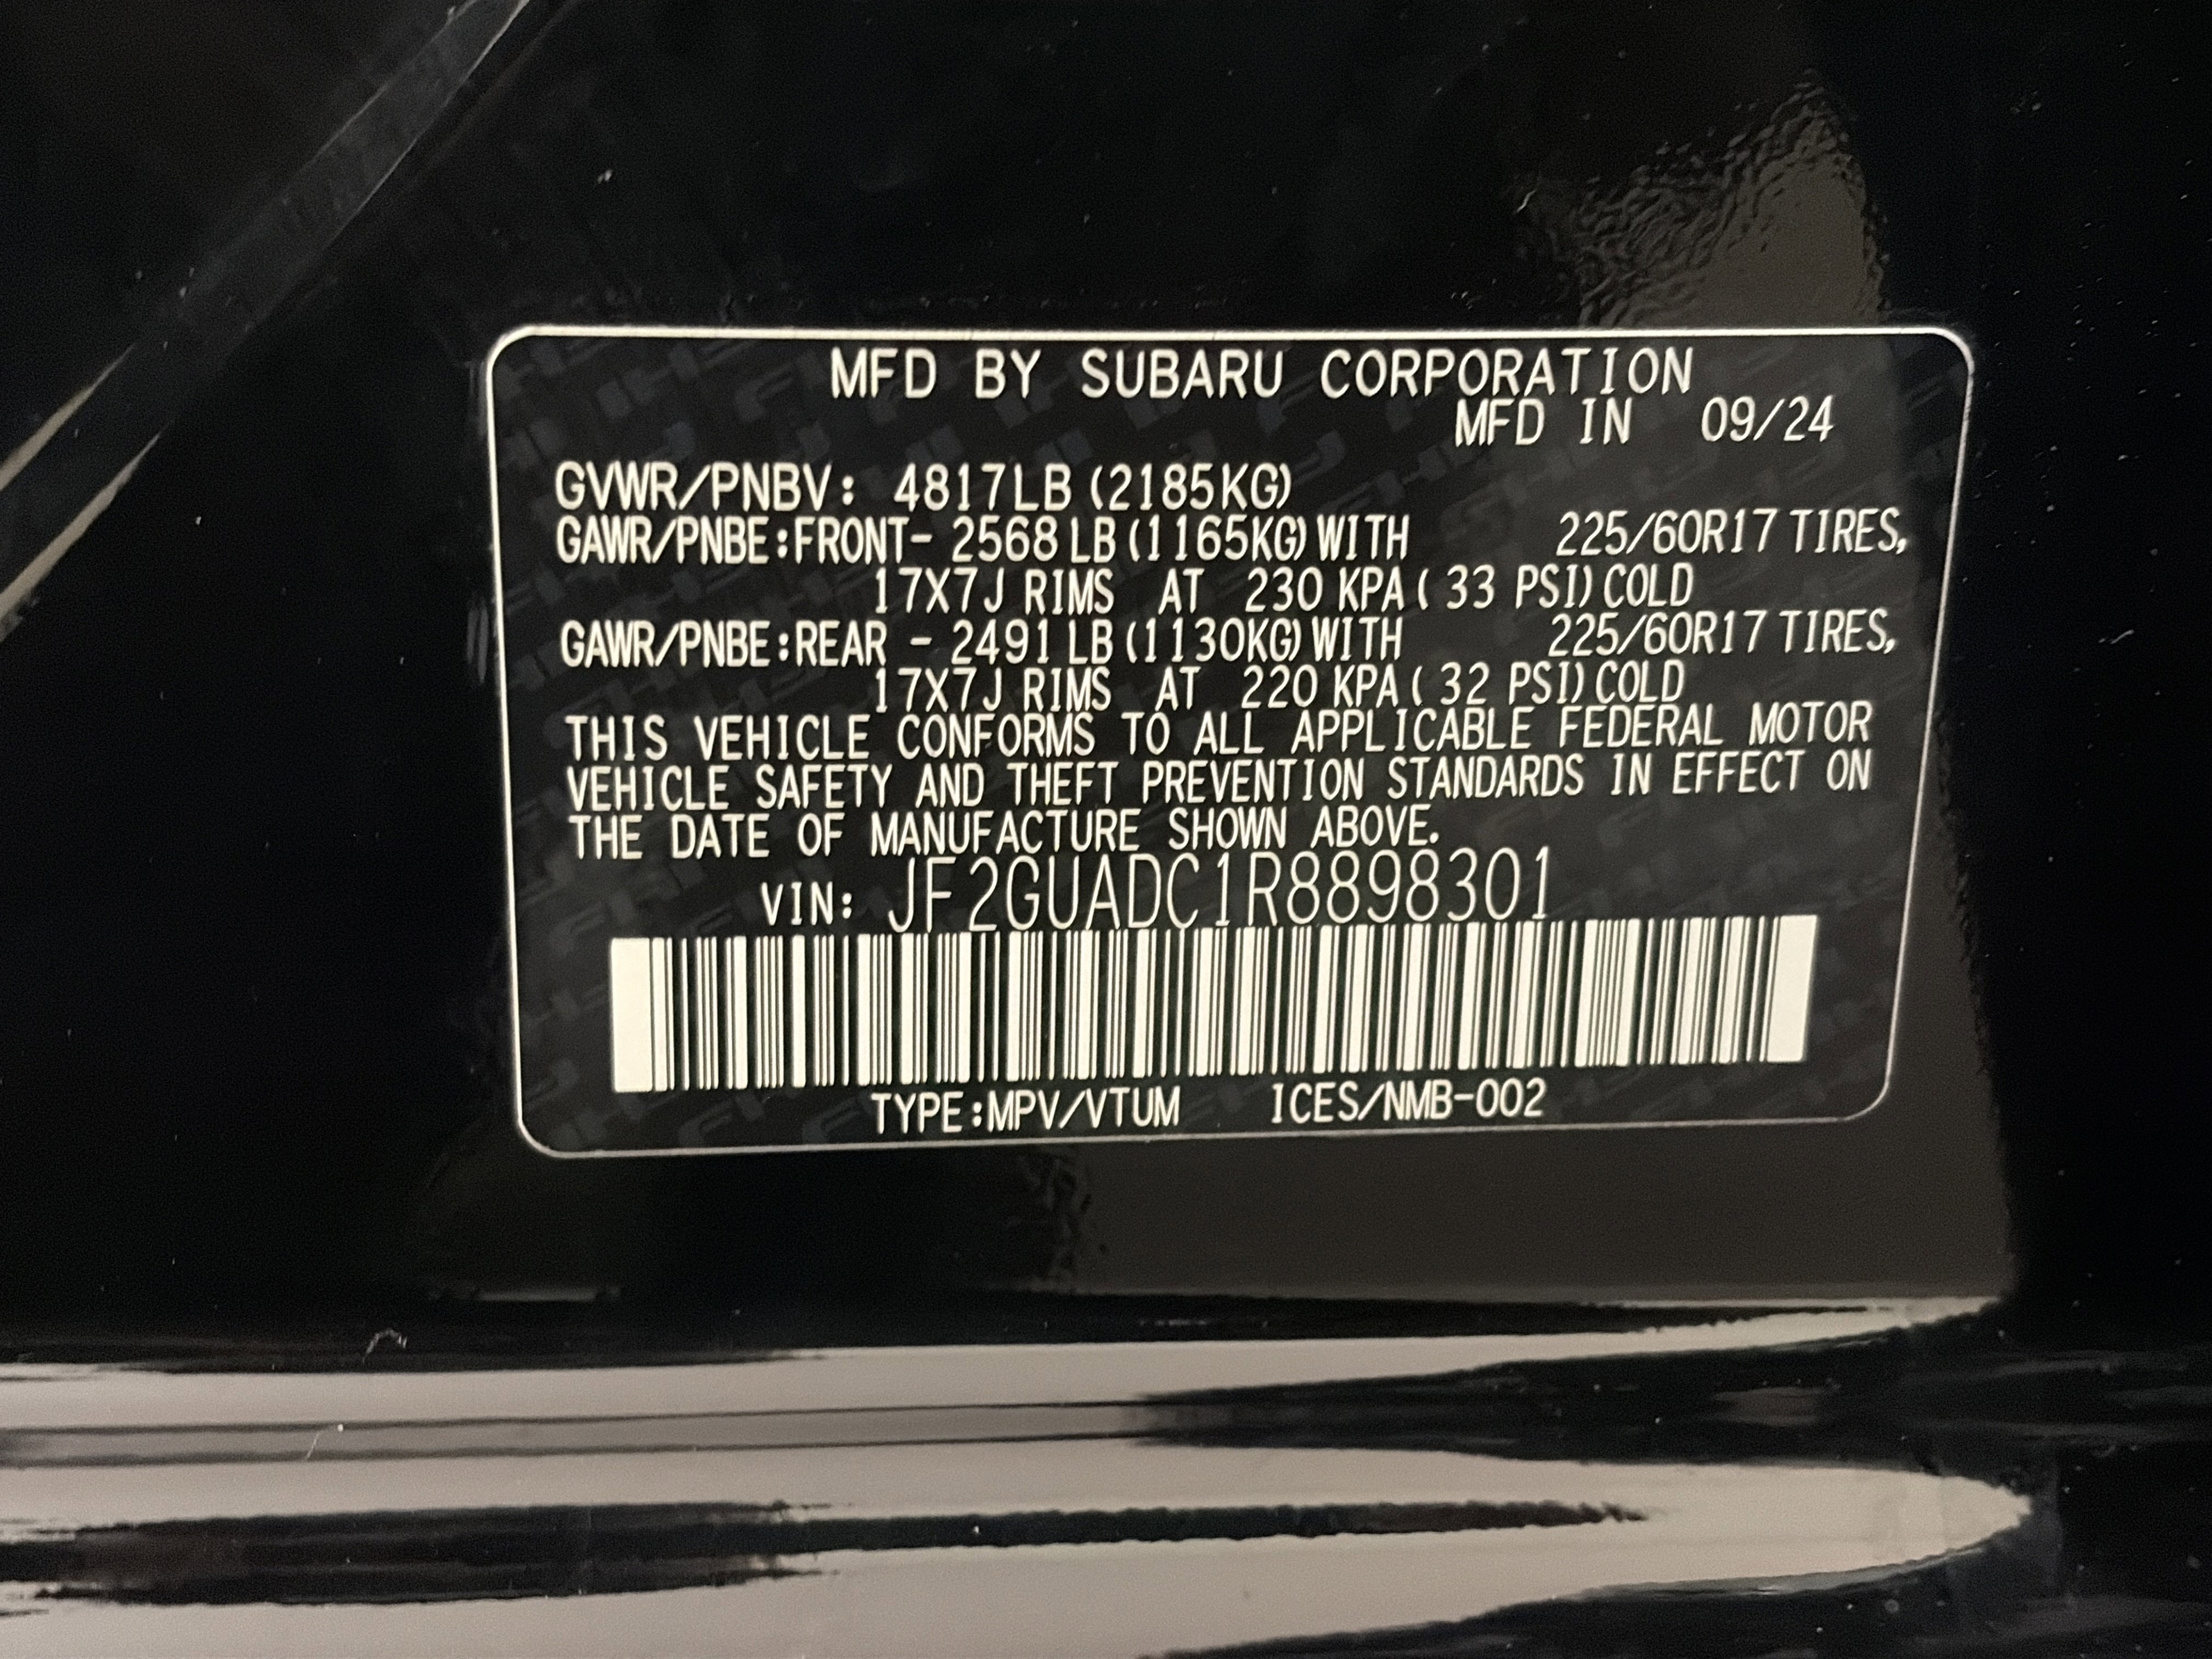 MFD BY SUBARU CORPORATION
MFD IN 09/24
GVWR/PNBV: 4817LB (2185KG)
GAWR/PNBE:FRONT- 2568 LB (1165KG) WITH 225/60R17 TIRES,
17X7J RIMS AT 230 KPA ( 33 PSI) COLD
GAWR/PNBE:REAR - 2491 LB (1130KG) WITH 225/60R17 TIRES,
17X7J RIMS AT 220 KPA ( 32 PSI) COLD
THIS VEHICLE CONFORMS TO ALL APPLICABLE FEDERAL MOTOR
VEHICLE SAFETY AND THEFT PREVENTION STANDARDS IN EFFECT ON
THE DATE OF MANUFACTURE SHOWN ABOVE.
VIN: JF2GUADC1R8898301
TYPE:MPV/VTUM ICES/NMB-002